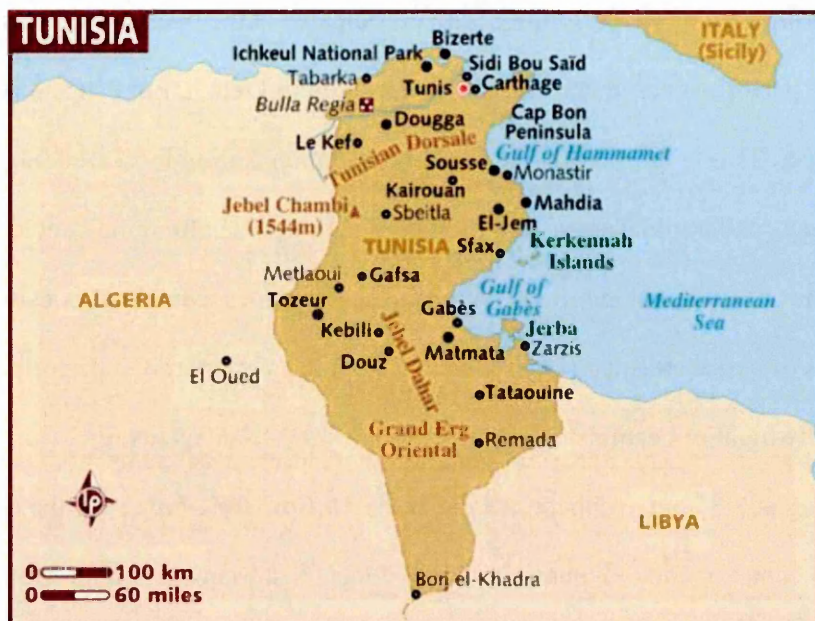 TUNISIA
ITALY
(Sicily)
Bizerte
Ichkeul National Park
Sidi Bou Saïd
Tabarka
Tunis
Carthage
Bulla Regia
Cap Bon
Peninsula
Dougga
Le Kef
Tunisian Dorsale
Gulf of Hammamet
Sousse
Monastir
Kairouan
Jebel Chambi
(1544m)
Sbeitla
Mahdia
El-Jem
TUNISIA
Sfax
Kerkennah
Islands
Metlaoui
Gafsa
ALGERIA
Gulf of
Gabès
Mediterranean
Sea
Tozeur
Gabès
Kebili
Jerba
Zarzis
Douz
Matmata
El Oued
Jebel Dahar
Tataouine
Grand Erg
Oriental
Remada
LP
LIBYA
0 100 km
0 60 miles
Borj el-Khadra